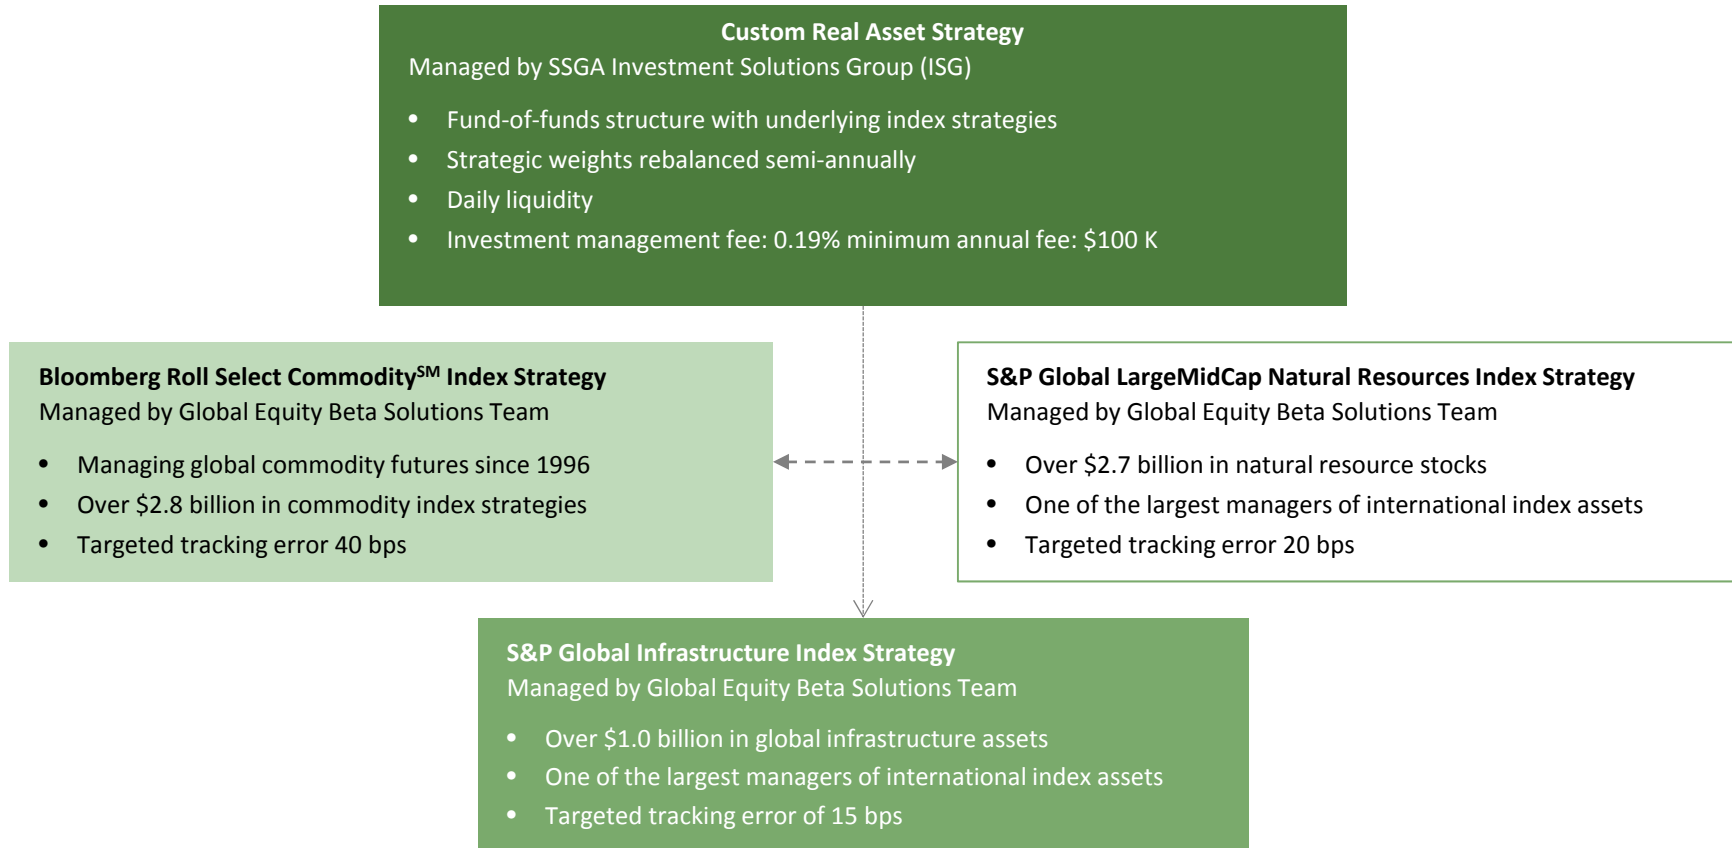 Custom Real Asset Strategy
Managed by SSGA Investment Solutions Group (ISG)
• Fund-of-funds structure with underlying index strategies
• Strategic weights rebalanced semi-annually
• Daily liquidity
• Investment management fee: 0.19% minimum annual fee: $100 K
Bloomberg Roll Select Commodity℠ Index Strategy
Managed by Global Equity Beta Solutions Team
• Managing global commodity futures since 1996
• Over $2.8 billion in commodity index strategies
• Targeted tracking error 40 bps
S&P Global LargeMidCap Natural Resources Index Strategy
Managed by Global Equity Beta Solutions Team
• Over $2.7 billion in natural resource stocks
• One of the largest managers of international index assets
• Targeted tracking error 20 bps
S&P Global Infrastructure Index Strategy
Managed by Global Equity Beta Solutions Team
• Over $1.0 billion in global infrastructure assets
• One of the largest managers of international index assets
• Targeted tracking error of 15 bps